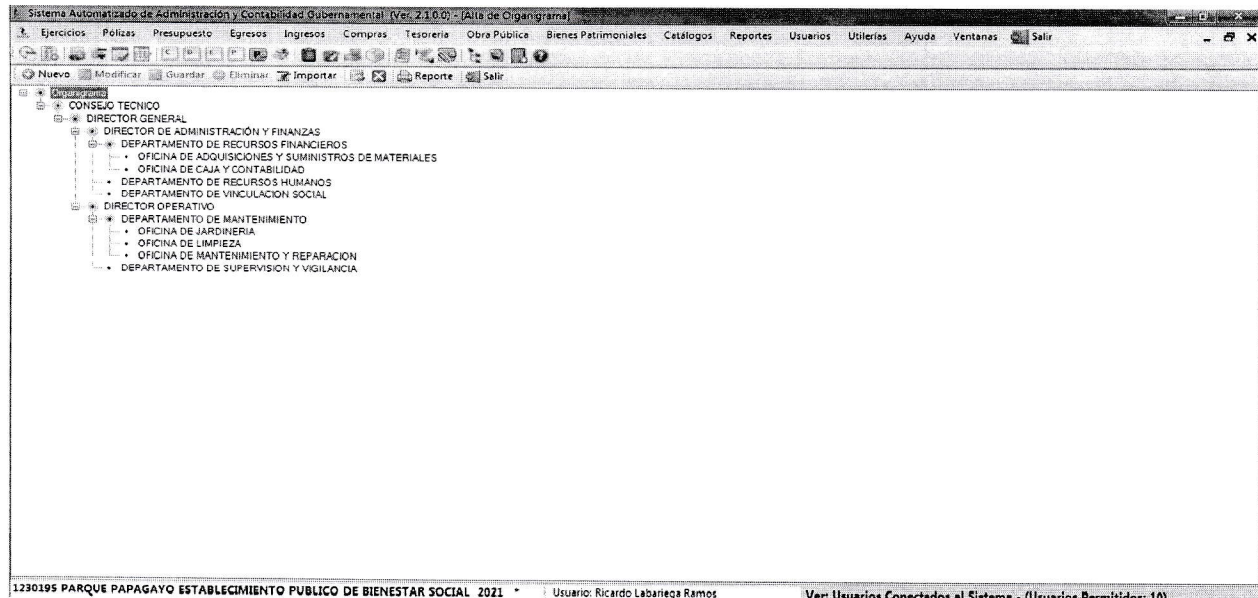 Sistema Automatizado de Administración y Contabilidad Gubernamental (Ver. 2.1.0.0) - [Alta de Organigrama]
Ejercicios Pólizas Presupuesto Egresos Ingresos Compras Tesorería Obra Pública Bienes Patrimoniales Catálogos Reportes Usuarios Utilerías Ayuda Ventanas Salir
Nuevo Modificar Guardar Eliminar Importar Reporte Salir
Organigrama
CONSEJO TECNICO
DIRECTOR GENERAL
DIRECTOR DE ADMINISTRACIÓN Y FINANZAS
DEPARTAMENTO DE RECURSOS FINANCIEROS
OFICINA DE ADQUISICIONES Y SUMINISTROS DE MATERIALES
OFICINA DE CAJA Y CONTABILIDAD
DEPARTAMENTO DE RECURSOS HUMANOS
DEPARTAMENTO DE VINCULACION SOCIAL
DIRECTOR OPERATIVO
DEPARTAMENTO DE MANTENIMIENTO
OFICINA DE JARDINERIA
OFICINA DE LIMPIEZA
OFICINA DE MANTENIMIENTO Y REPARACION
DEPARTAMENTO DE SUPERVISION Y VIGILANCIA
1230195 PARQUE PAPAGAYO ESTABLECIMIENTO PUBLICO DE BIENESTAR SOCIAL 2021 * Usuario: Ricardo Labariega Ramos Ver: Usuarios Conectados al Sistema - (Usuarios Permitidos: 10)